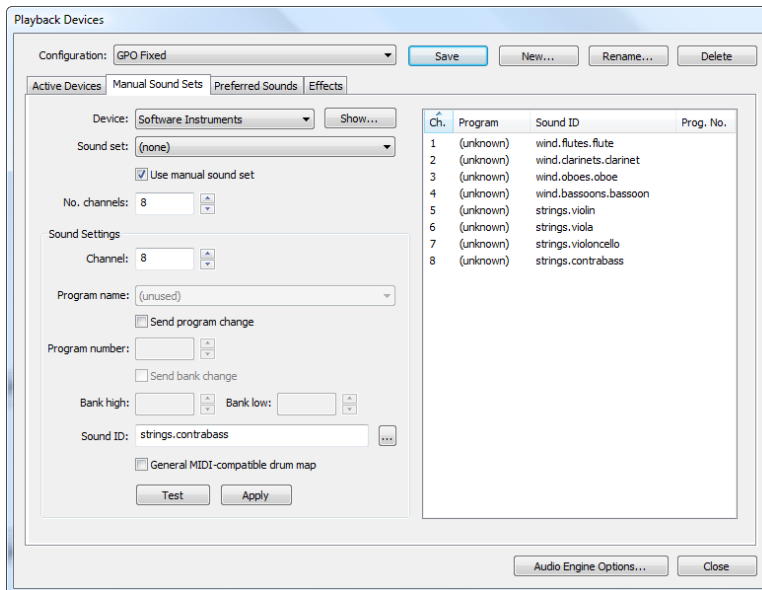 Playback Devices
Configuration: GPO Fixed Save New... Rename... Delete
Active Devices Manual Sound Sets Preferred Sounds Effects
Device: Software Instruments Show...
Sound set: (none)
Use manual sound set
No. channels: 8
Sound Settings
Channel: 8
Program name: (unused)
Send program change
Program number:
Send bank change
Bank high: Bank low:
Sound ID: strings.contrabass ...
General MIDI-compatible drum map
Test Apply
Ch. Program Sound ID Prog. No.
1 (unknown) wind.flutes.flute
2 (unknown) wind.clarinets.clarinet
3 (unknown) wind.oboes.oboe
4 (unknown) wind.bassoons.bassoon
5 (unknown) strings.violin
6 (unknown) strings.viola
7 (unknown) strings.violoncello
8 (unknown) strings.contrabass
Audio Engine Options... Close